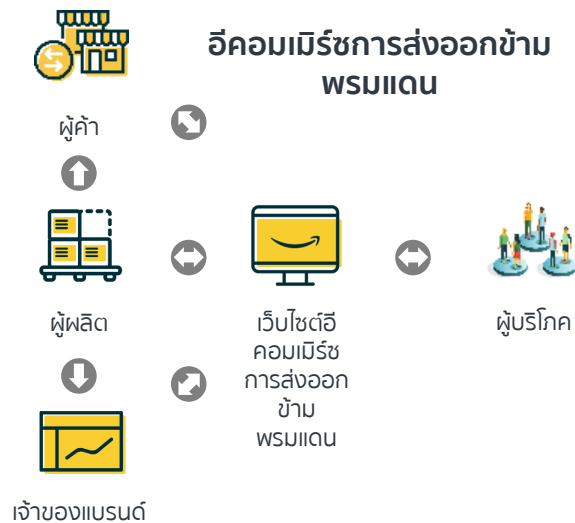 อีคอมเมิร์ซการส่งออกข้าม
พรมแดน
ผู้ค้า
ผู้ผลิต
เว็บไซต์อี
คอมเมิร์ซ
การส่งออก
ข้าม
พรมแดน
ผู้บริโภค
เจ้าของแบรนด์